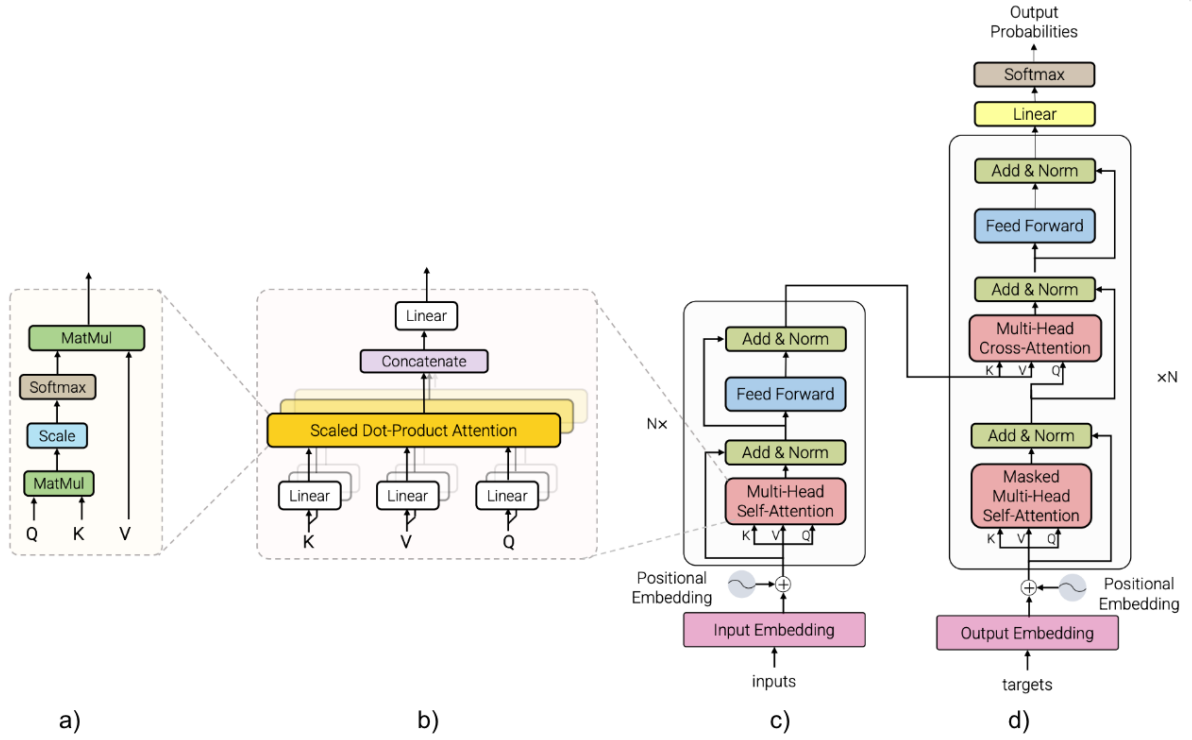 MatMul
Softmax
Scale
MatMul
Q K V
a)
Linear
Concatenate
Scaled Dot-Product Attention
Linear Linear Linear
K V Q
b)
N×
Add & Norm
Feed Forward
Add & Norm
Multi-Head
Self-Attention
K V Q
Positional
Embedding
+
Input Embedding
inputs
c)
Output
Probabilities
Softmax
Linear
Add & Norm
Feed Forward
Add & Norm
Multi-Head
Cross-Attention
K V Q
×N
Add & Norm
Masked
Multi-Head
Self-Attention
K V Q
+
Positional
Embedding
Output Embedding
targets
d)